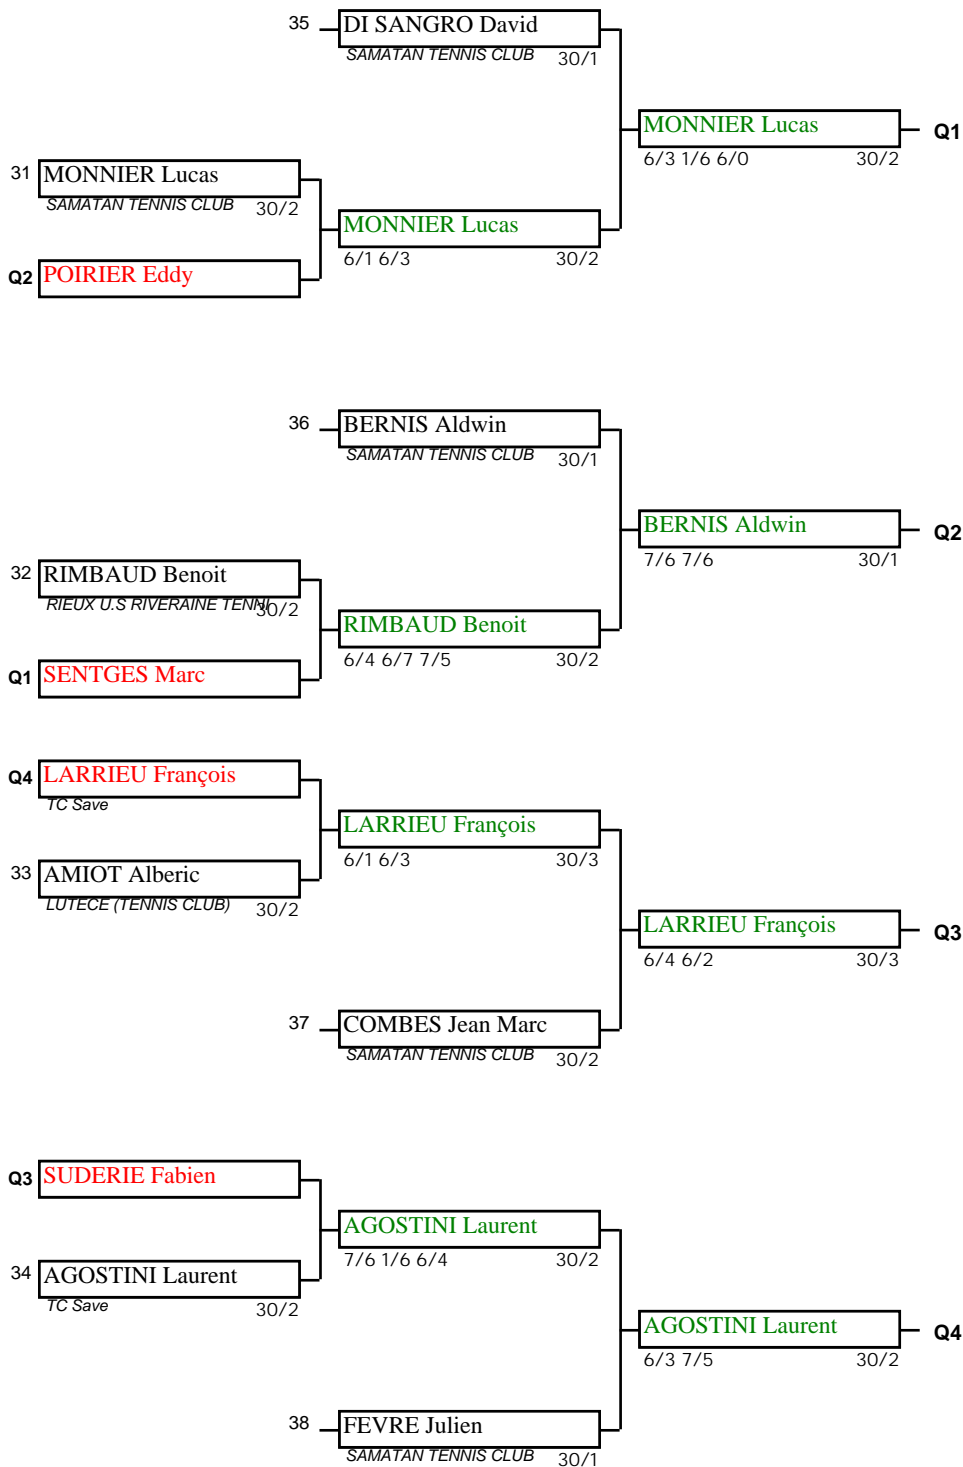 35 DI SANGRO David
SAMATAN TENNIS CLUB 30/1
MONNIER Lucas Q1
6/3 1/6 6/0 30/2
31 MONNIER Lucas
SAMATAN TENNIS CLUB 30/2
MONNIER Lucas
6/1 6/3 30/2
Q2 POIRIER Eddy
36 BERNIS Aldwin
SAMATAN TENNIS CLUB 30/1
BERNIS Aldwin Q2
7/6 7/6 30/1
32 RIMBAUD Benoit
RIEUX U.S RIVERAINE TENNI 30/2
RIMBAUD Benoit
6/4 6/7 7/5 30/2
Q1 SENTGES Marc
Q4 LARRIEU François
TC Save
LARRIEU François
6/1 6/3 30/3
33 AMIOT Alberic
LUTECE (TENNIS CLUB) 30/2
LARRIEU François Q3
6/4 6/2 30/3
37 COMBES Jean Marc
SAMATAN TENNIS CLUB 30/2
Q3 SUDERIE Fabien
AGOSTINI Laurent
7/6 1/6 6/4 30/2
34 AGOSTINI Laurent
TC Save 30/2
AGOSTINI Laurent Q4
6/3 7/5 30/2
38 FEVRE Julien
SAMATAN TENNIS CLUB 30/1